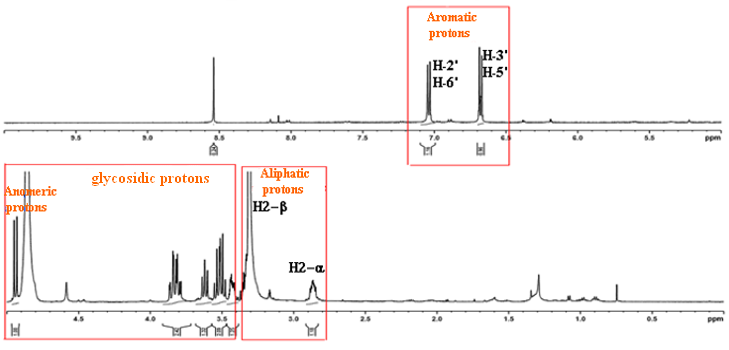 Aromatic
protons
H-2'
H-6'
H-3'
H-5'
9.5
9.0
8.5
8.0
7.5
7.0
6.5
6.0
5.5
ppm
Anomeric
protons
glycosidic protons
Aliphatic
protons
H2-β
H2-α
4.5
4.0
3.5
3.0
2.5
2.0
1.5
1.0
0.5
ppm